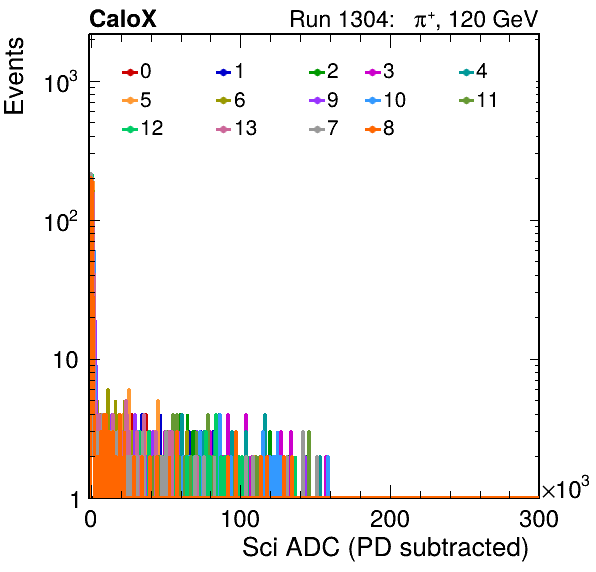 CaloX Run 1304: π⁺, 120 GeV
Events
0 1 2 3 4
5 6 9 10 11
12 13 7 8
10³
10²
10
1
0 100 200 300
×10³
Sci ADC (PD subtracted)